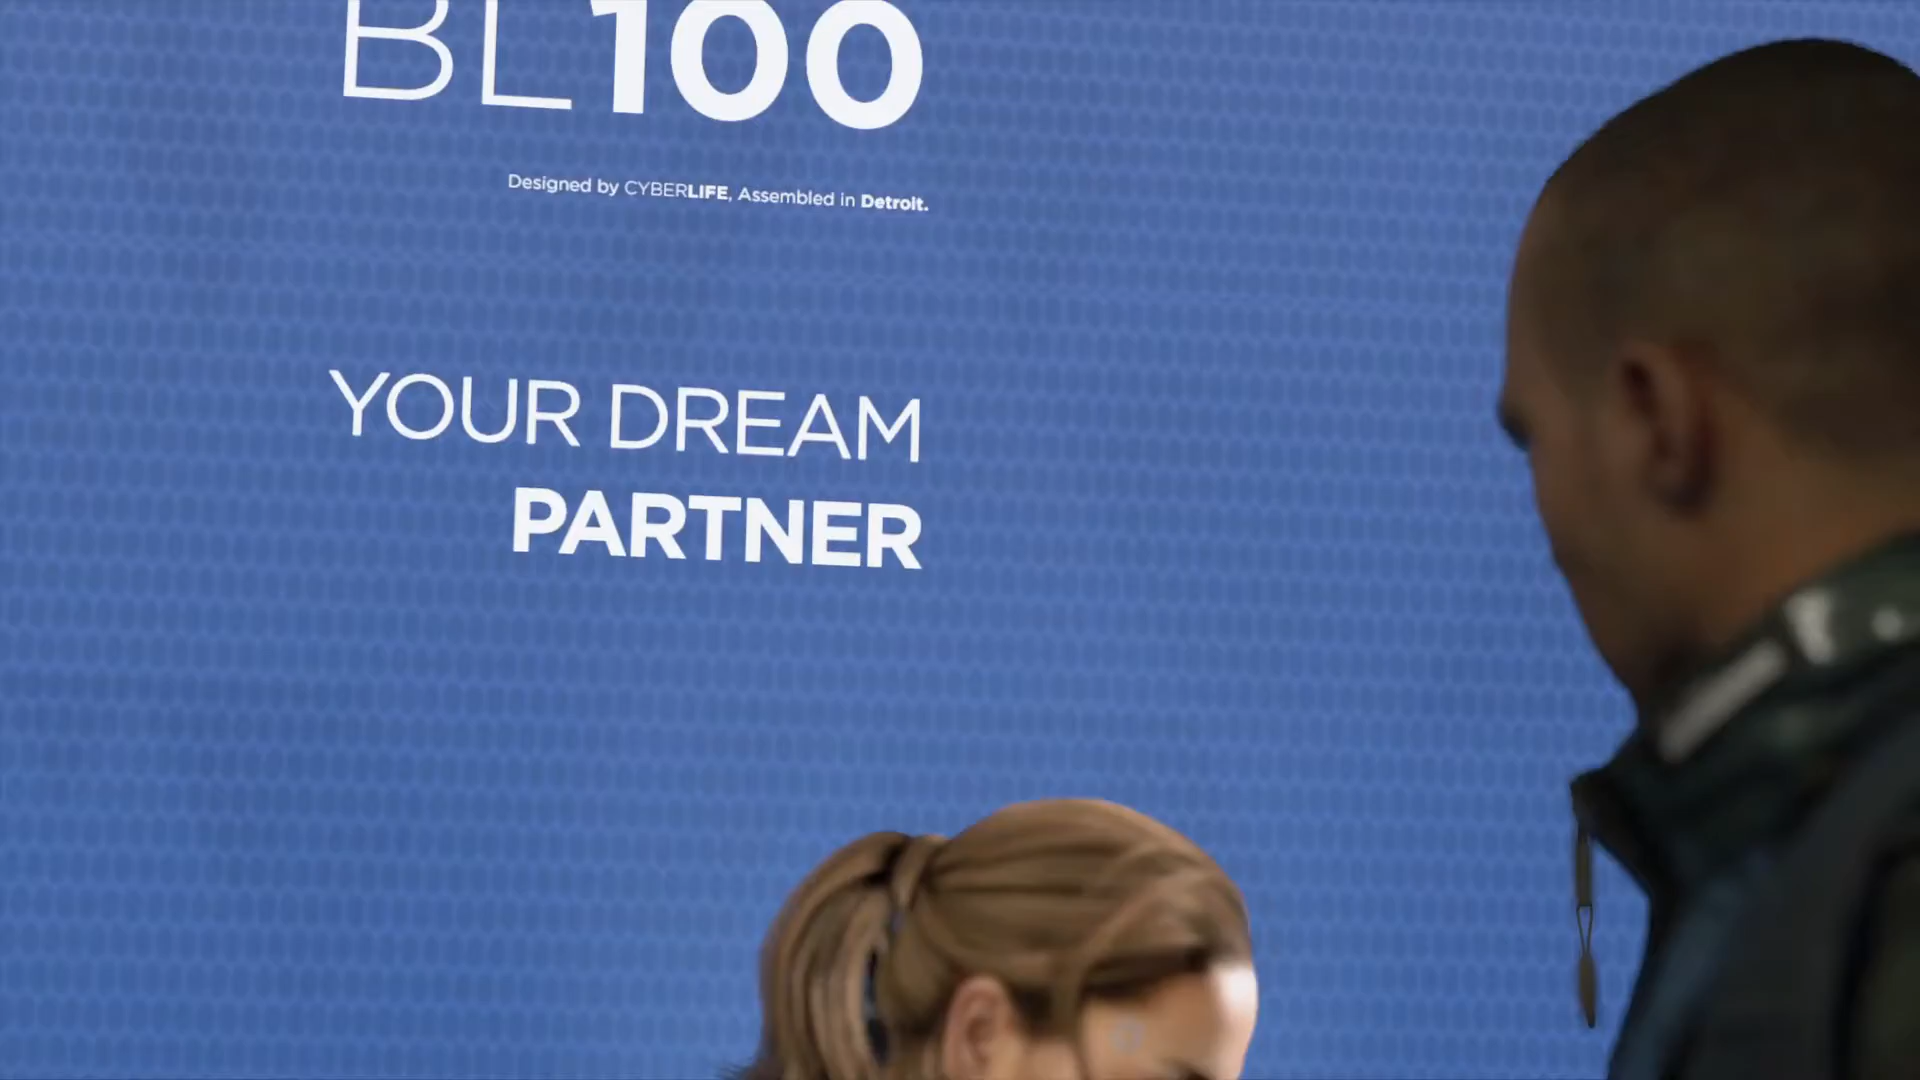 BL100
Designed by CYBERLIFE, Assembled in Detroit.
YOUR DREAM
PARTNER